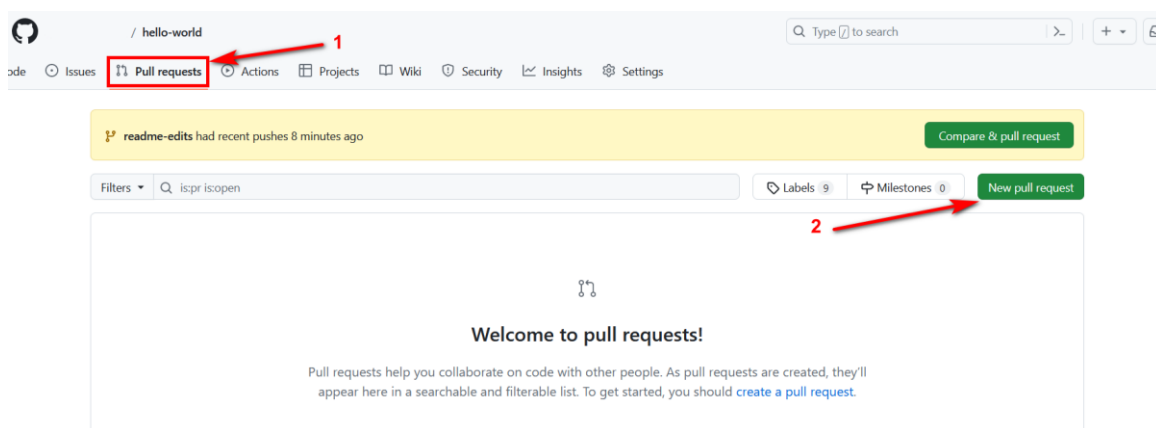 / hello-world
Type / to search
1
ode Issues Pull requests Actions Projects Wiki Security Insights Settings
readme-edits had recent pushes 8 minutes ago
Compare & pull request
Filters is:pr is:open
Labels 9 Milestones 0 New pull request
2
Welcome to pull requests!
Pull requests help you collaborate on code with other people. As pull requests are created, they'll
appear here in a searchable and filterable list. To get started, you should create a pull request.